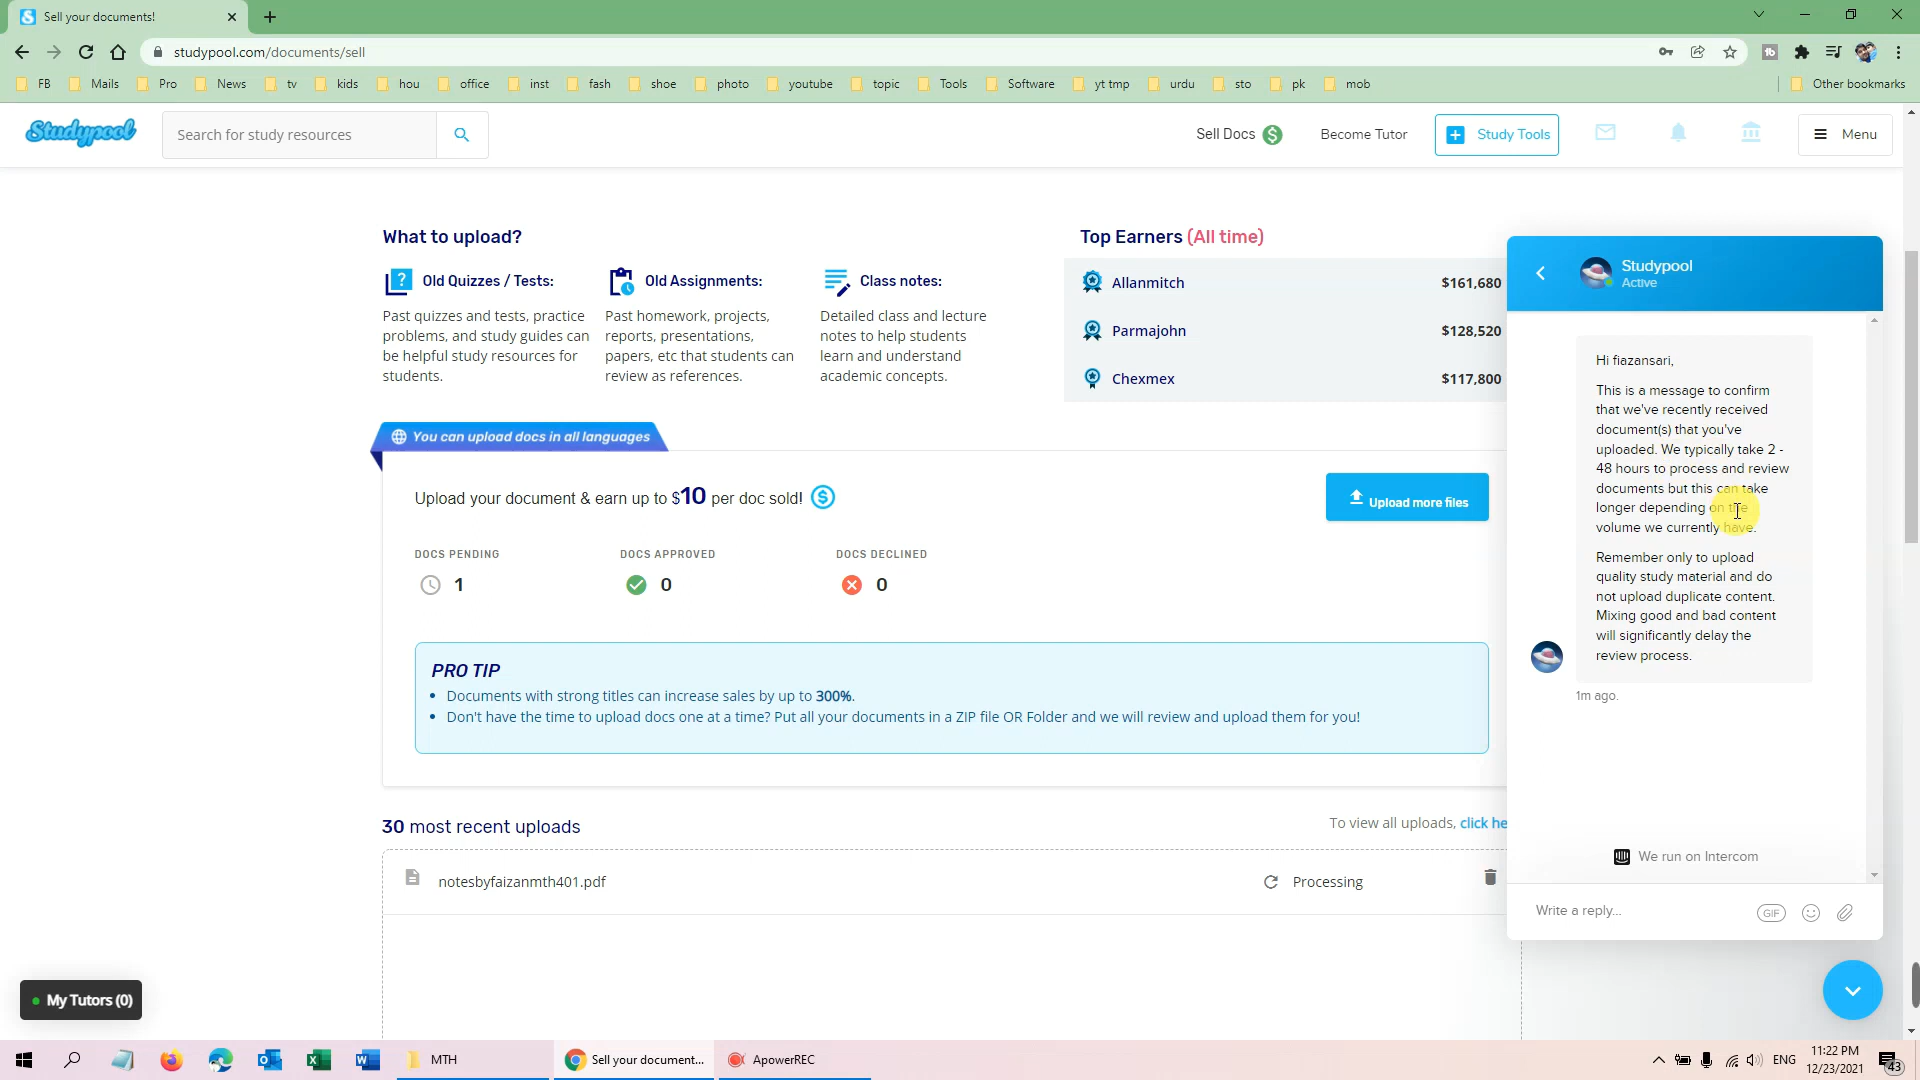 Sell your documents!
studypool.com/documents/sell
FB Mails Pro News tv kids hou office inst fash shoe photo youtube topic Tools Software yt tmp urdu sto pk mob Other bookmarks
Studypool
Search for study resources
Sell Docs $
Become Tutor
Study Tools
Menu
What to upload?
Old Quizzes / Tests:
Past quizzes and tests, practice
problems, and study guides can
be helpful study resources for
students.
Old Assignments:
Past homework, projects,
reports, presentations,
papers, etc that students can
review as references.
Class notes:
Detailed class and lecture
notes to help students
learn and understand
academic concepts.
Top Earners (All time)
Allanmitch $161,680
Parmajohn $128,520
Chexmex $117,800
You can upload docs in all languages
Upload your document & earn up to $10 per doc sold!
Upload more files
DOCS PENDING
1
DOCS APPROVED
0
DOCS DECLINED
0
PRO TIP
Documents with strong titles can increase sales by up to 300%.
Don't have the time to upload docs one at a time? Put all your documents in a ZIP file OR Folder and we will review and upload them for you!
30 most recent uploads
To view all uploads, click he
notesbyfaizanmth401.pdf
Processing
Studypool
Active
Hi fiazansari,
This is a message to confirm
that we've recently received
document(s) that you've
uploaded. We typically take 2 -
48 hours to process and review
documents but this can take
longer depending on the
volume we currently have.
Remember only to upload
quality study material and do
not upload duplicate content.
Mixing good and bad content
will significantly delay the
review process.
1m ago.
We run on Intercom
Write a reply...
GIF
My Tutors (0)
MTH
Sell your document...
ApowerREC
ENG
11:22 PM
12/23/2021
43